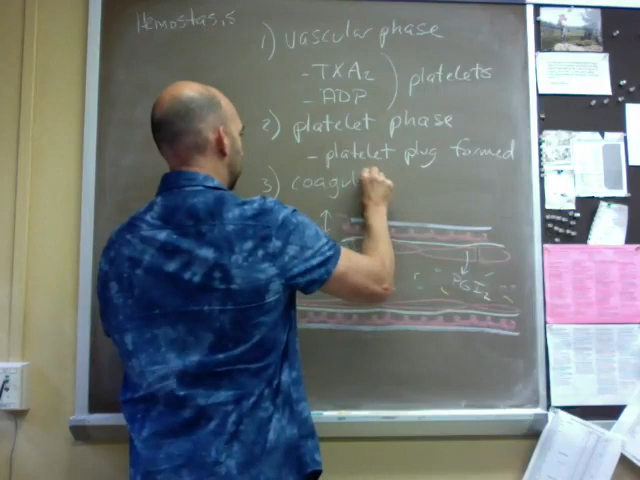 Hemostasis
1) vascular phase
- TXA2
- ADP
) platelets
2) platelet phase
- platelet plug formed
3) coagul
PGI2